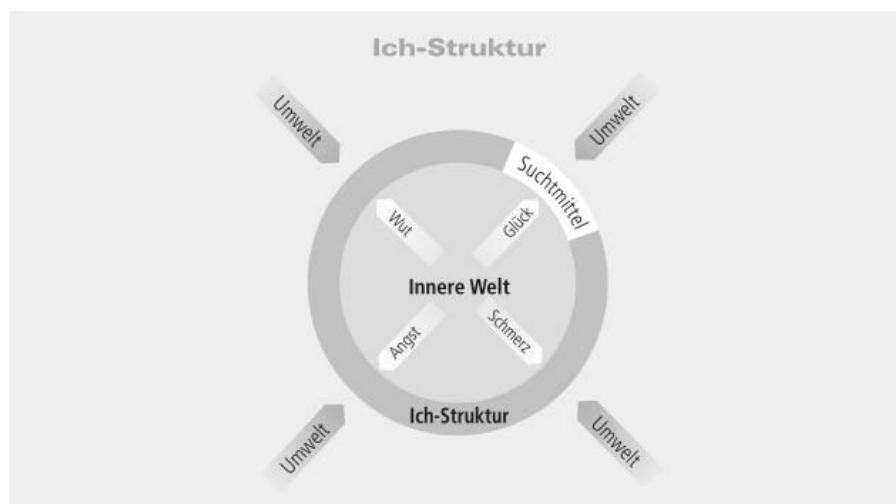 Ich-Struktur
Umwelt
Umwelt
Suchtmittel
Wut
Glück
Innere Welt
Angst
Schmerz
Ich-Struktur
Umwelt
Umwelt